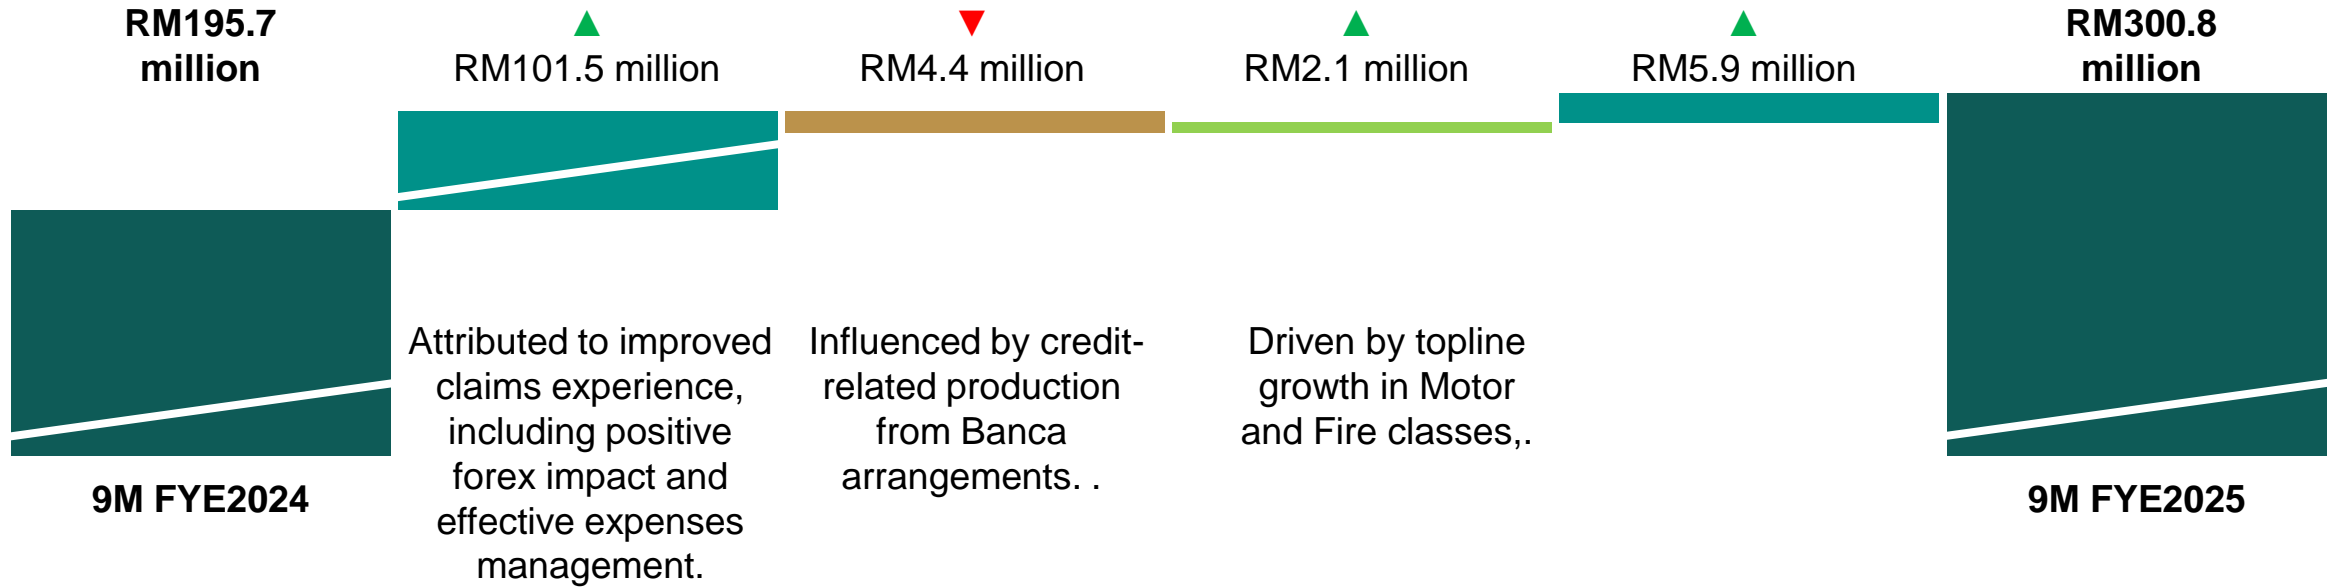 RM195.7
million
▲
RM101.5 million
▼
RM4.4 million
▲
RM2.1 million
▲
RM5.9 million
RM300.8
million
Attributed to improved
claims experience,
including positive
forex impact and
effective expenses
management.
Influenced by credit-
related production
from Banca
arrangements. .
Driven by topline
growth in Motor
and Fire classes,.
9M FYE2024
9M FYE2025